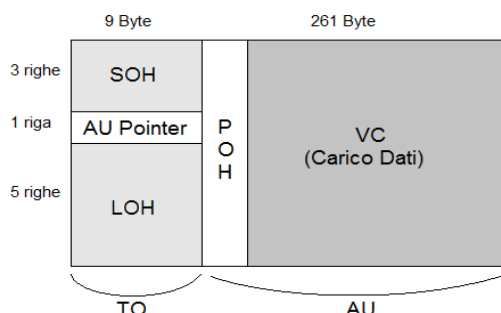 9 Byte
261 Byte
3 righe
SOH
1 riga
AU Pointer
P
O
H
VC
(Carico Dati)
5 righe
LOH
TO
AU